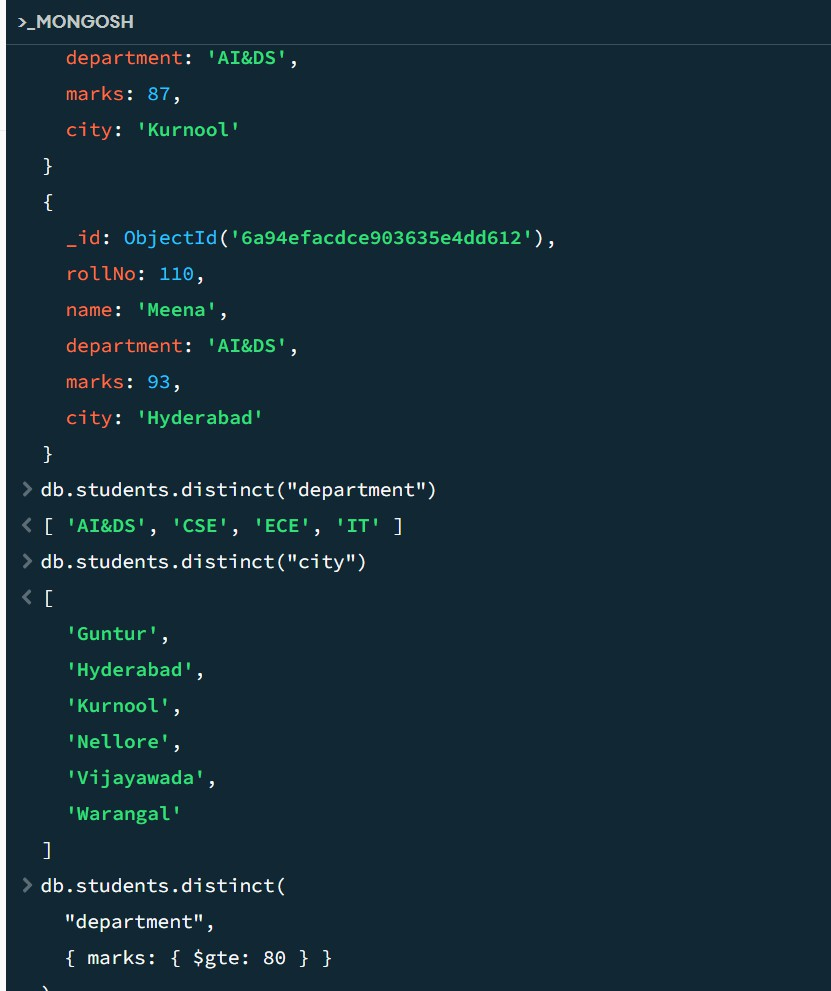 >_MONGOSH
department: 'AI&DS',
marks: 87,
city: 'Kurnool'
}
{
_id: ObjectId('6a94efacdce903635e4dd612'),
rollNo: 110,
name: 'Meena',
department: 'AI&DS',
marks: 93,
city: 'Hyderabad'
}
> db.students.distinct("department")
< [ 'AI&DS', 'CSE', 'ECE', 'IT' ]
> db.students.distinct("city")
< [
'Guntur',
'Hyderabad',
'Kurnool',
'Nellore',
'Vijayawada',
'Warangal'
]
> db.students.distinct(
"department",
{ marks: { $gte: 80 } }
)